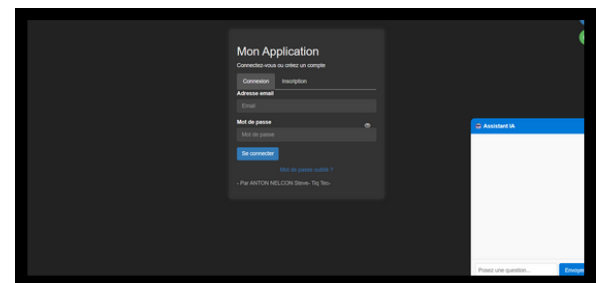 Mon Application
Connectez-vous ou créez un compte
Connexion Inscription
Adresse email
Email
Mot de passe
Mot de passe
Se connecter
Mot de passe oublié ?
- Par ANTON NELCON Steve- Tiq Tec-
Assistant IA
Posez une question...
Envoyer